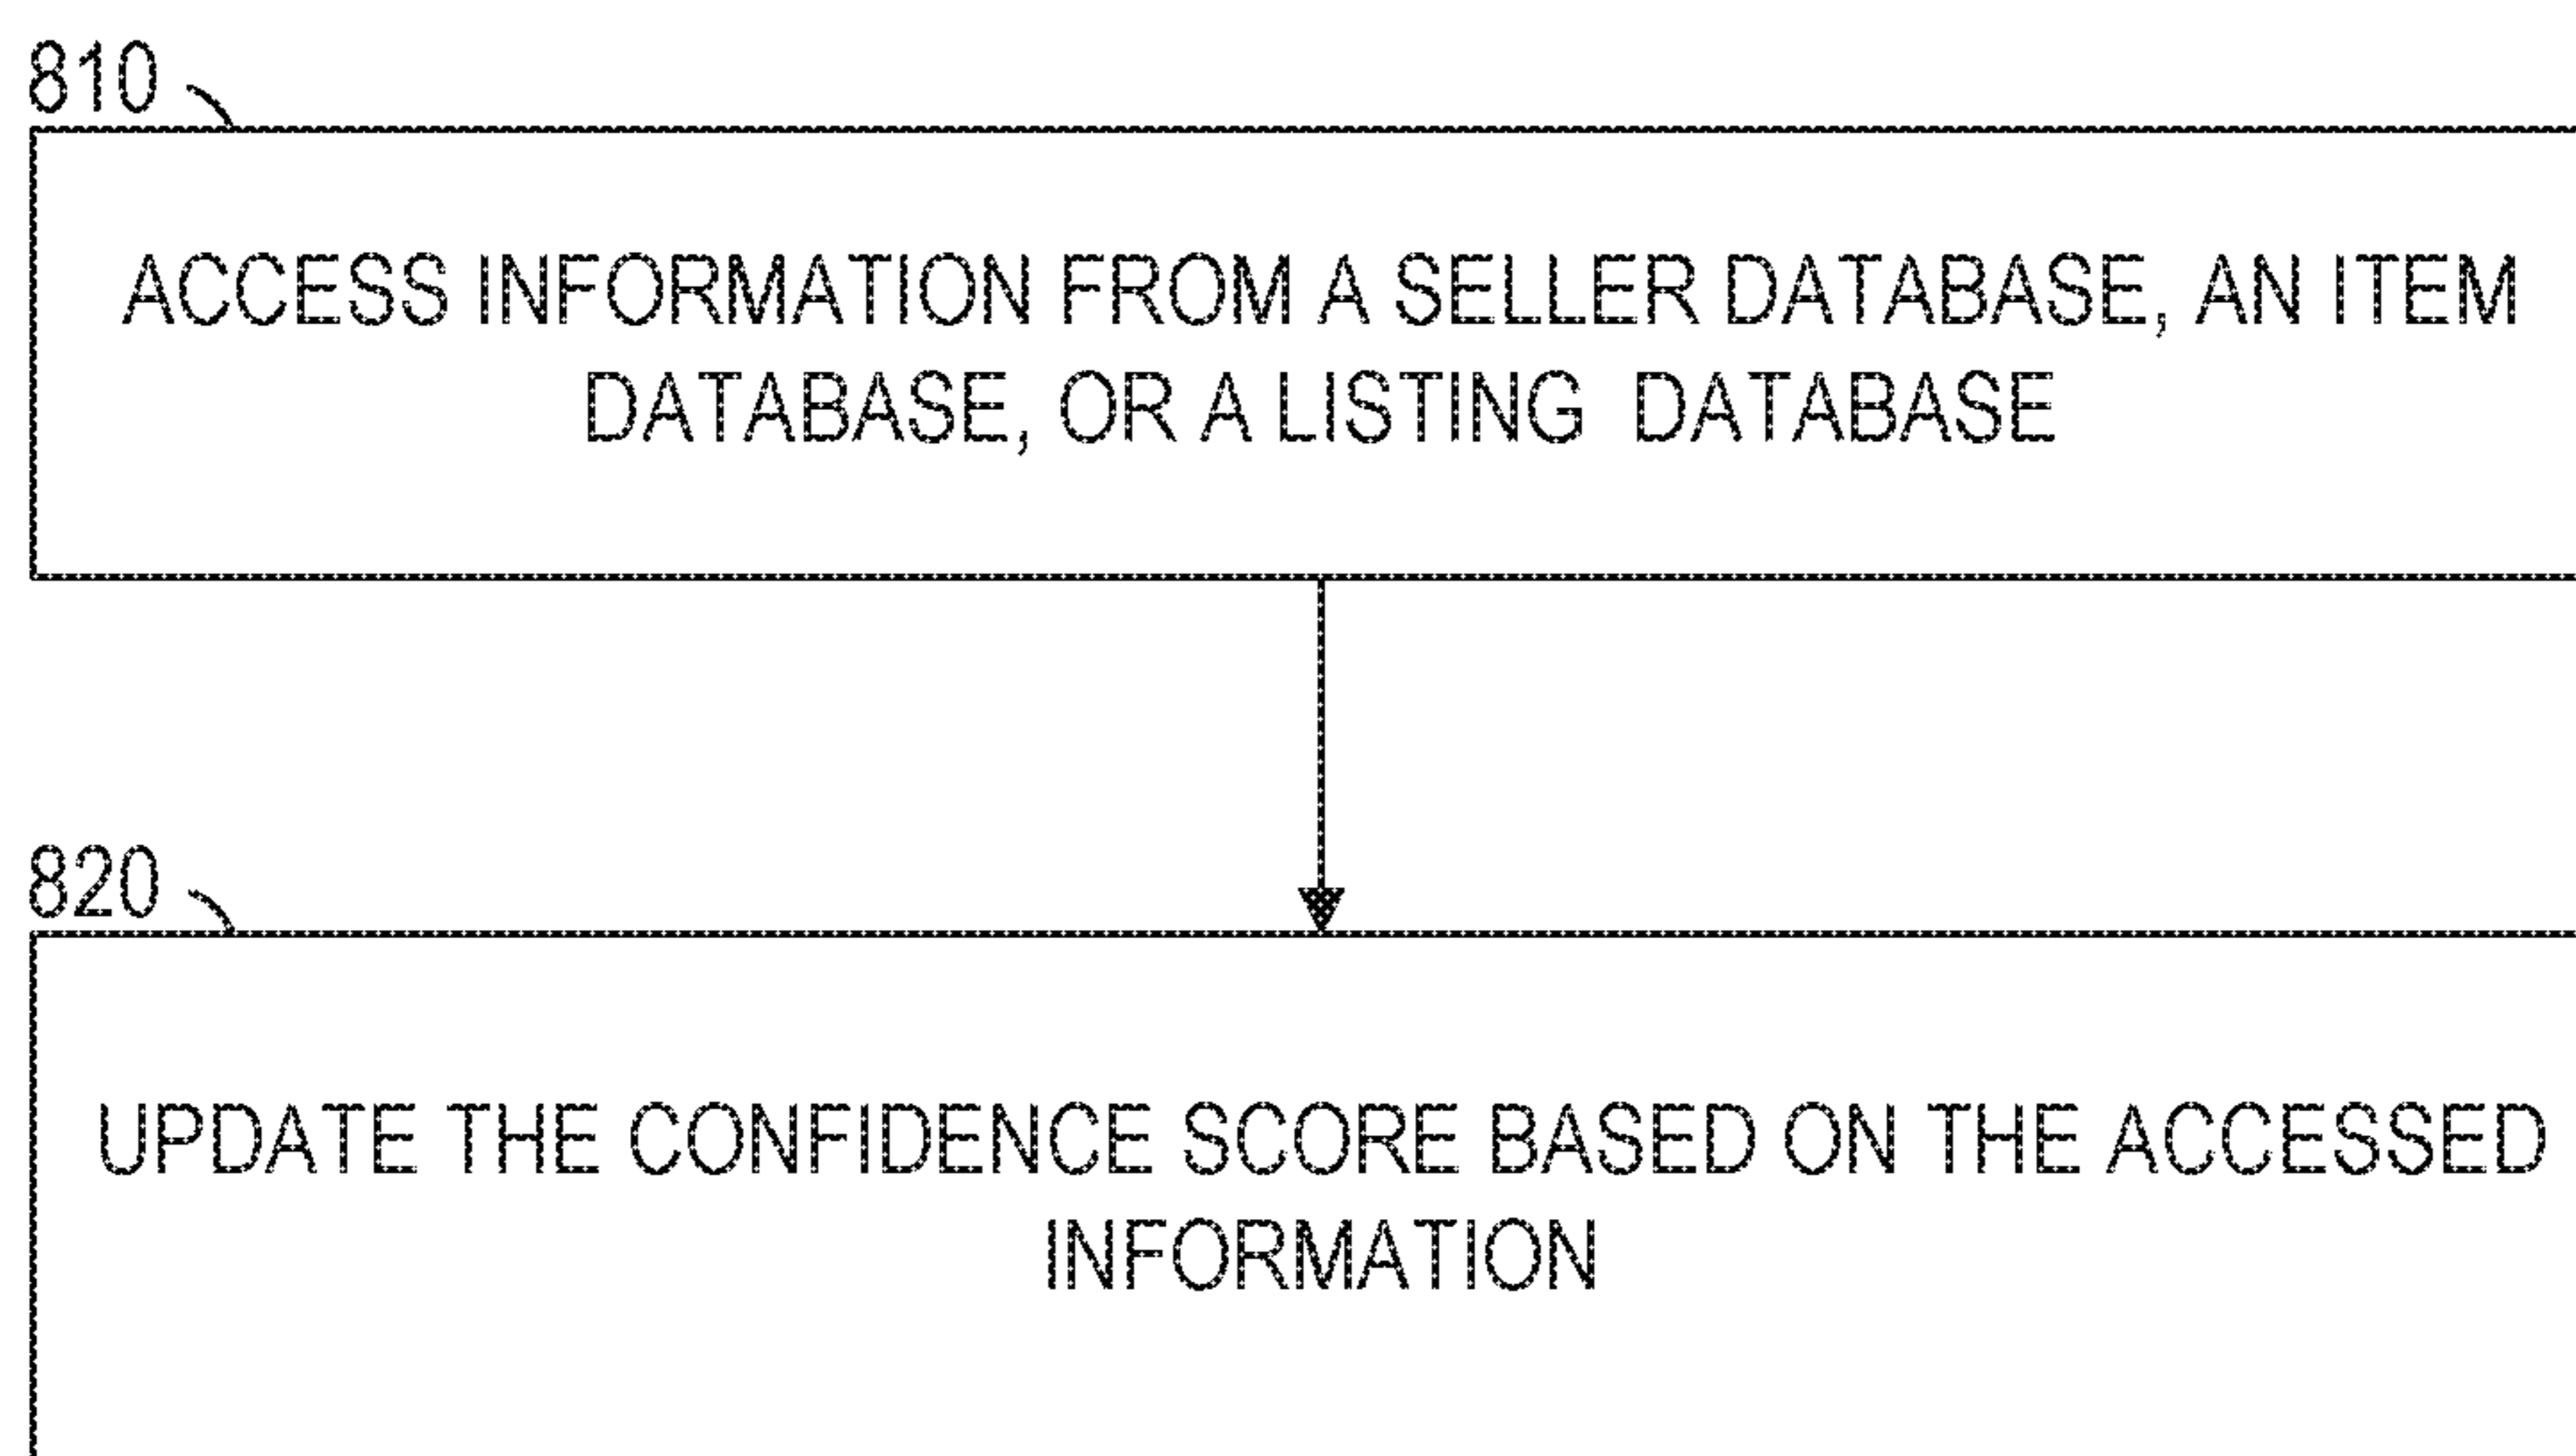 810
ACCESS INFORMATION FROM A SELLER DATABASE, AN ITEM
DATABASE, OR A LISTING DATABASE
820
UPDATE THE CONFIDENCE SCORE BASED ON THE ACCESSED
INFORMATION